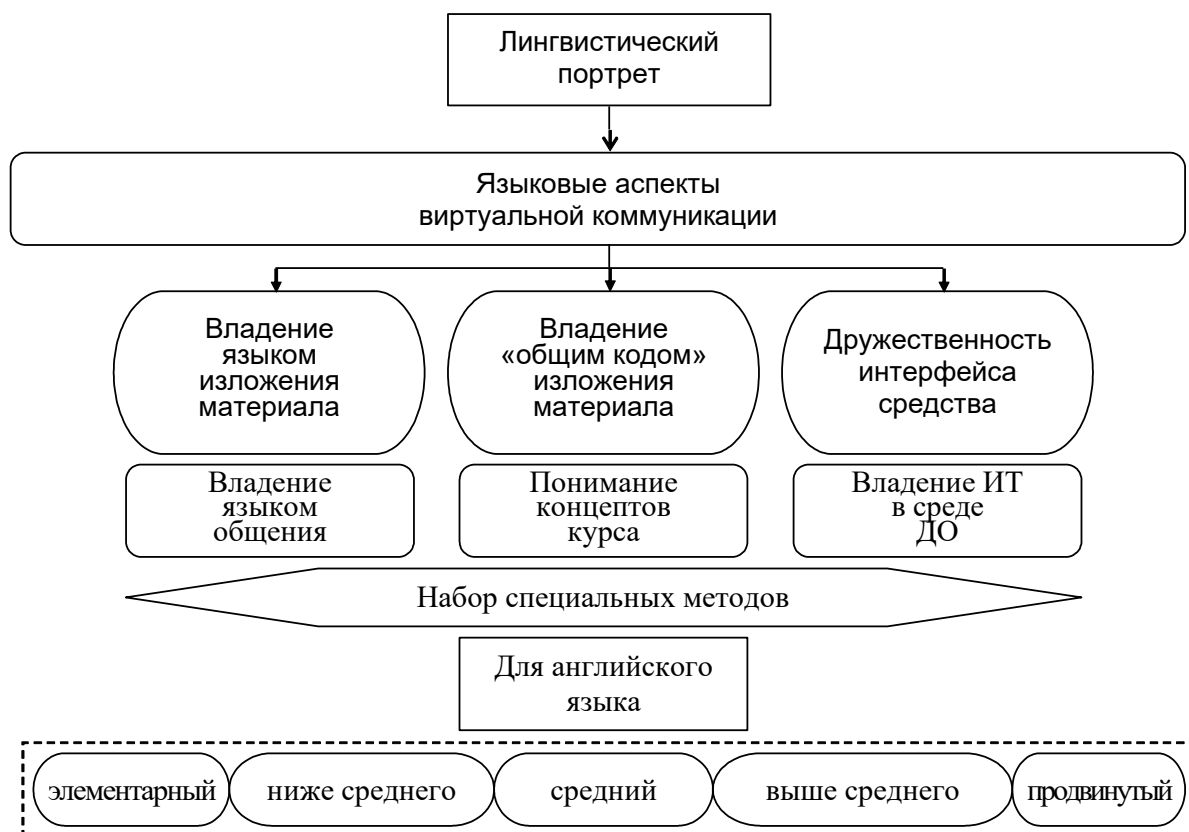 Лингвистический
портрет
Языковые аспекты
виртуальной коммуникации
Владение
языком
изложения
материала
Владение
«общим кодом»
изложения
материала
Дружественность
интерфейса
средства
Владение
языком
общения
Понимание
концептов
курса
Владение ИТ
в среде
ДО
Набор специальных методов
Для английского
языка
элементарный
ниже среднего
средний
выше среднего
продвинутый